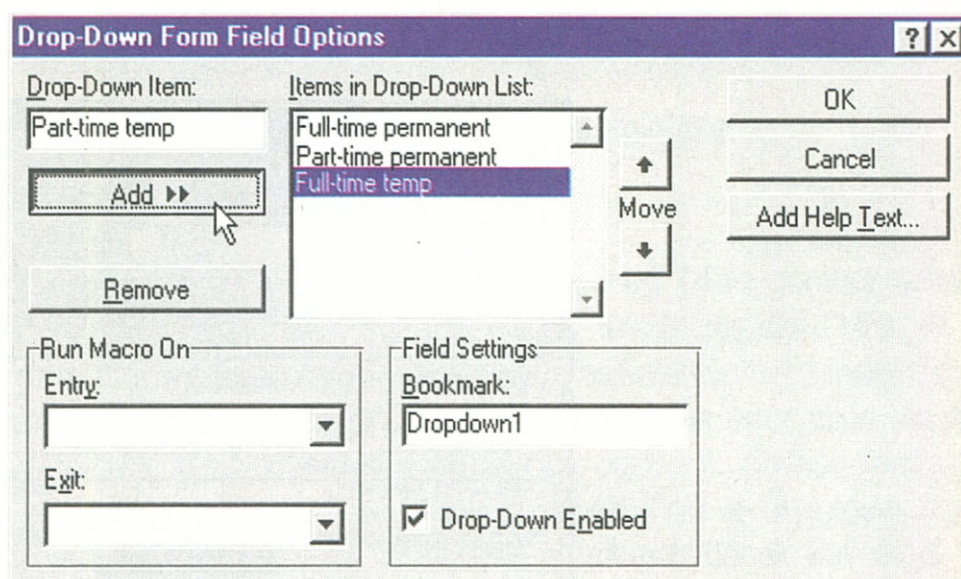 Drop-Down Form Field Options
? X
Drop-Down Item:
Part-time temp
Add
Remove
Items in Drop-Down List:
Full-time permanent
Part-time permanent
Full-time temp
Move
OK
Cancel
Add Help Text...
Run Macro On
Entry:
Exit:
Field Settings
Bookmark:
Dropdown1
Drop-Down Enabled